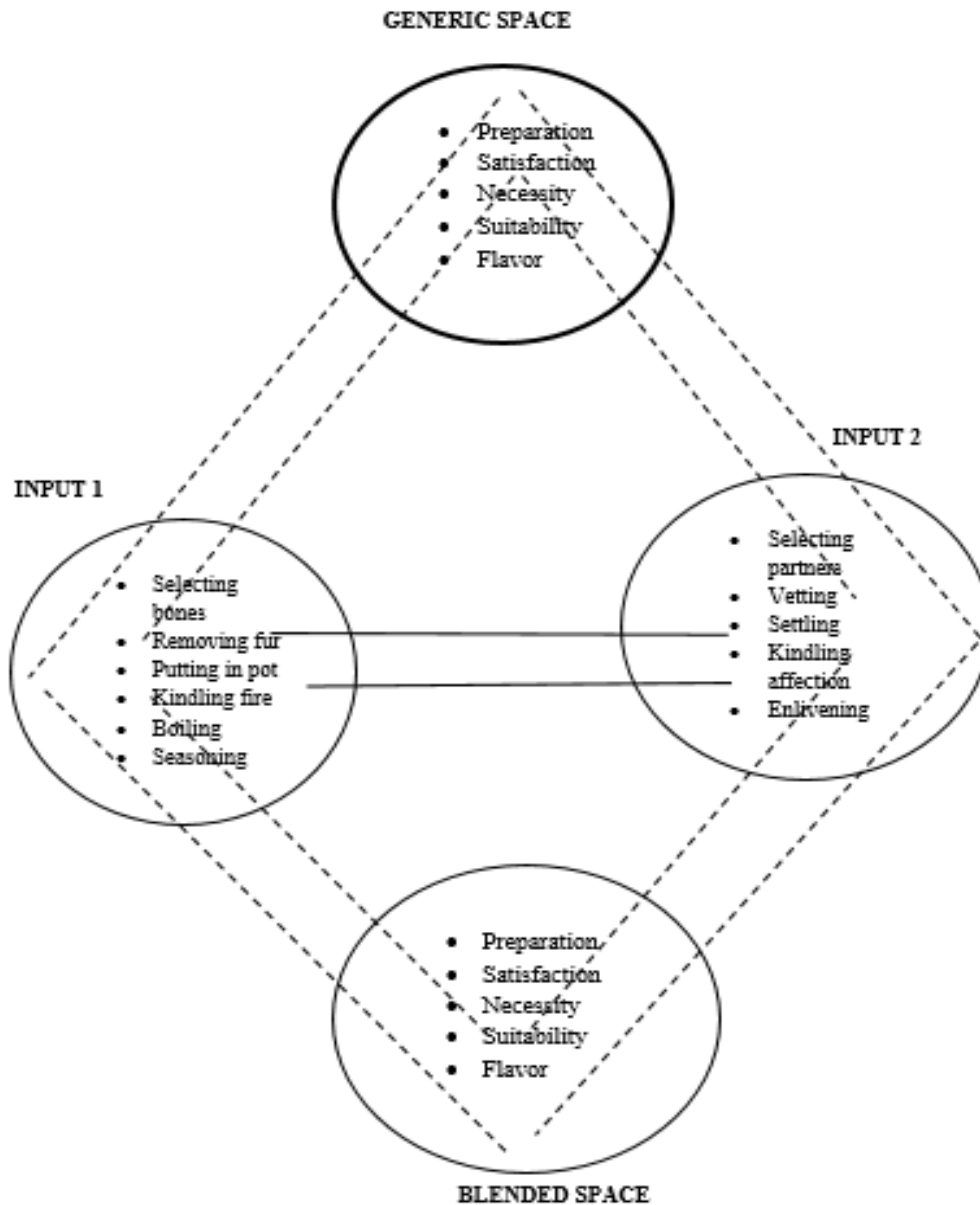 GENERIC SPACE
• Preparation
• Satisfaction
• Necessity
• Suitability
• Flavor
INPUT 2
INPUT 1
• Selecting
partners
• Vetting
• Settling
• Kindling
affection
• Enlivening
• Selecting
bones
• Removing fur
• Putting in pot
• Kindling fire
• Boiling
• Seasoning
• Preparation
• Satisfaction
• Necessity
• Suitability
• Flavor
BLENDED SPACE